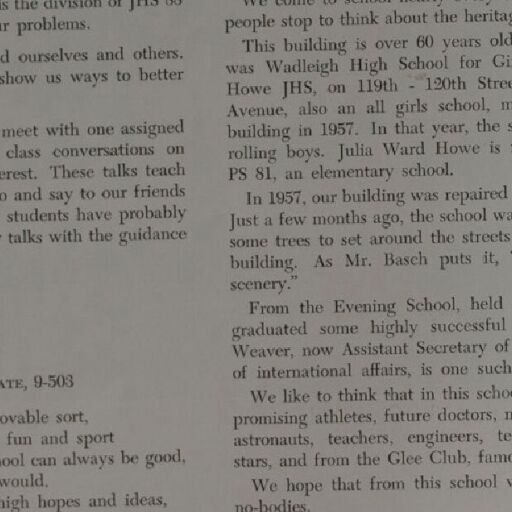 is the division of JHS 88
r problems.
d ourselves and others.
show us ways to better
meet with one assigned
class conversations on
erest. These talks teach
o and say to our friends
students have probably
talks with the guidance
ATE, 9-503
ovable sort,
fun and sport
ool can always be good,
would.
nigh hopes and ideas,
people stop to think about the heritag
This building is over 60 years old
was Wadleigh High School for Gi
Howe JHS, on 119th - 120th Stree
Avenue, also an all girls school, m
building in 1957. In that year, the s
rolling boys. Julia Ward Howe is
PS 81, an elementary school.
In 1957, our building was repaired
Just a few months ago, the school wa
some trees to set around the streets
building. As Mr. Basch puts it, "
scenery."
From the Evening School, held
graduated some highly successful
Weaver, now Assistant Secretary of
of international affairs, is one such
We like to think that in this schoo
promising athletes, future doctors, n
astronauts, teachers, engineers, te
stars, and from the Glee Club, famo
We hope that from this school w
no-bodies.